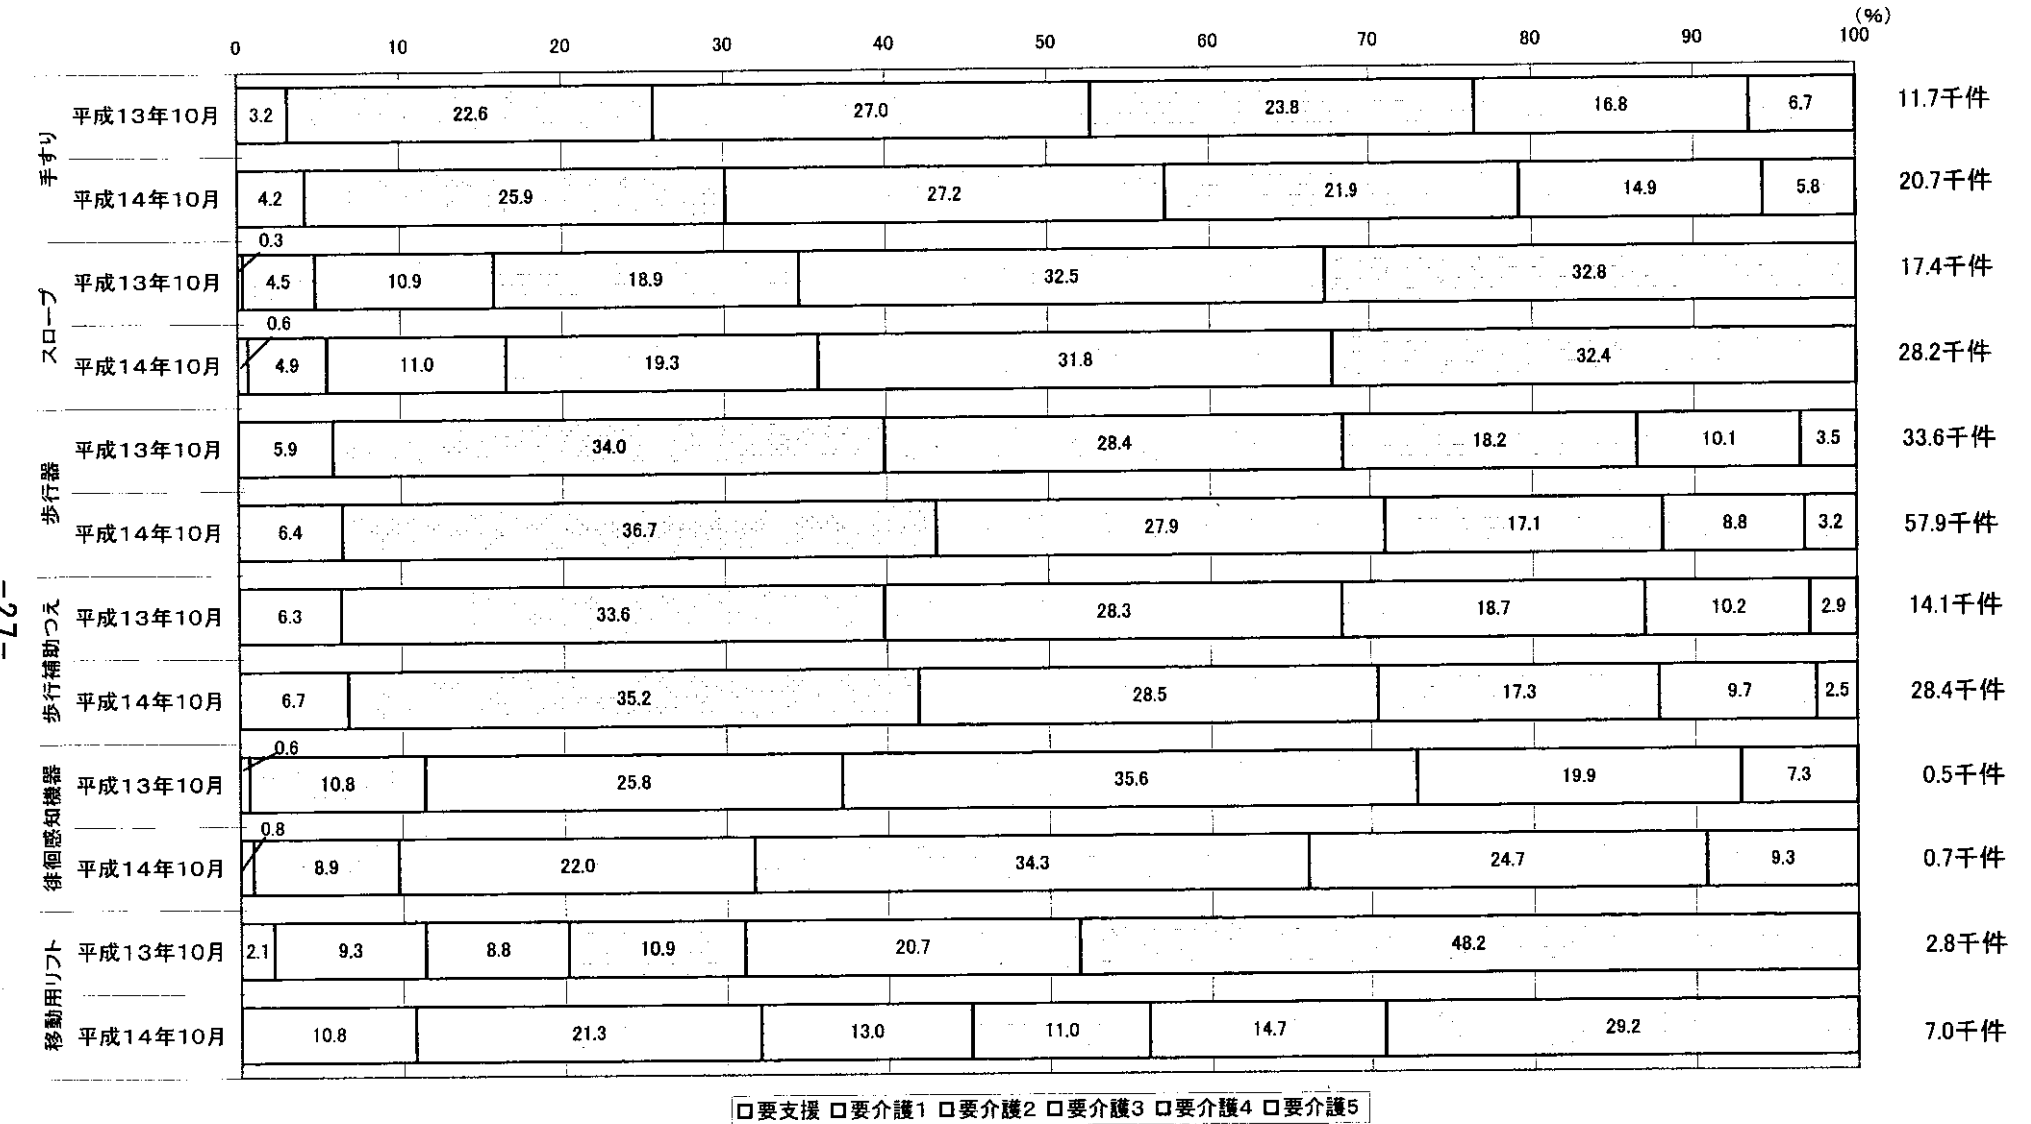 (%)
0 10 20 30 40 50 60 70 80 90 100
手すり
平成13年10月 3.2 22.6 27.0 23.8 16.8 6.7 11.7千件
平成14年10月 4.2 25.9 27.2 21.9 14.9 5.8 20.7千件
スロープ
0.3
平成13年10月 4.5 10.9 18.9 32.5 32.8 17.4千件
0.6
平成14年10月 4.9 11.0 19.3 31.8 32.4 28.2千件
歩行器
平成13年10月 5.9 34.0 28.4 18.2 10.1 3.5 33.6千件
平成14年10月 6.4 36.7 27.9 17.1 8.8 3.2 57.9千件
歩行補助つえ
平成13年10月 6.3 33.6 28.3 18.7 10.2 2.9 14.1千件
平成14年10月 6.7 35.2 28.5 17.3 9.7 2.5 28.4千件
徘徊感知機器
0.6
平成13年10月 10.8 25.8 35.6 19.9 7.3 0.5千件
0.8
平成14年10月 8.9 22.0 34.3 24.7 9.3 0.7千件
移動用リフト
平成13年10月 2.1 9.3 8.8 10.9 20.7 48.2 2.8千件
平成14年10月 10.8 21.3 13.0 11.0 14.7 29.2 7.0千件
要支援 要介護1 要介護2 要介護3 要介護4 要介護5
-27-